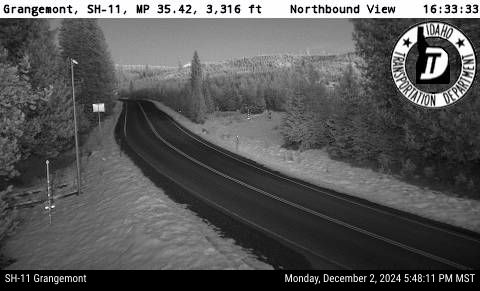 Grangemont, SH-11, MP 35.42, 3,316 ft Northbound View 16:33:33
IDAHO
TRANSPORTATION DEPARTMENT
SH-11 Grangemont Monday, December 2, 2024 5:48:11 PM MST